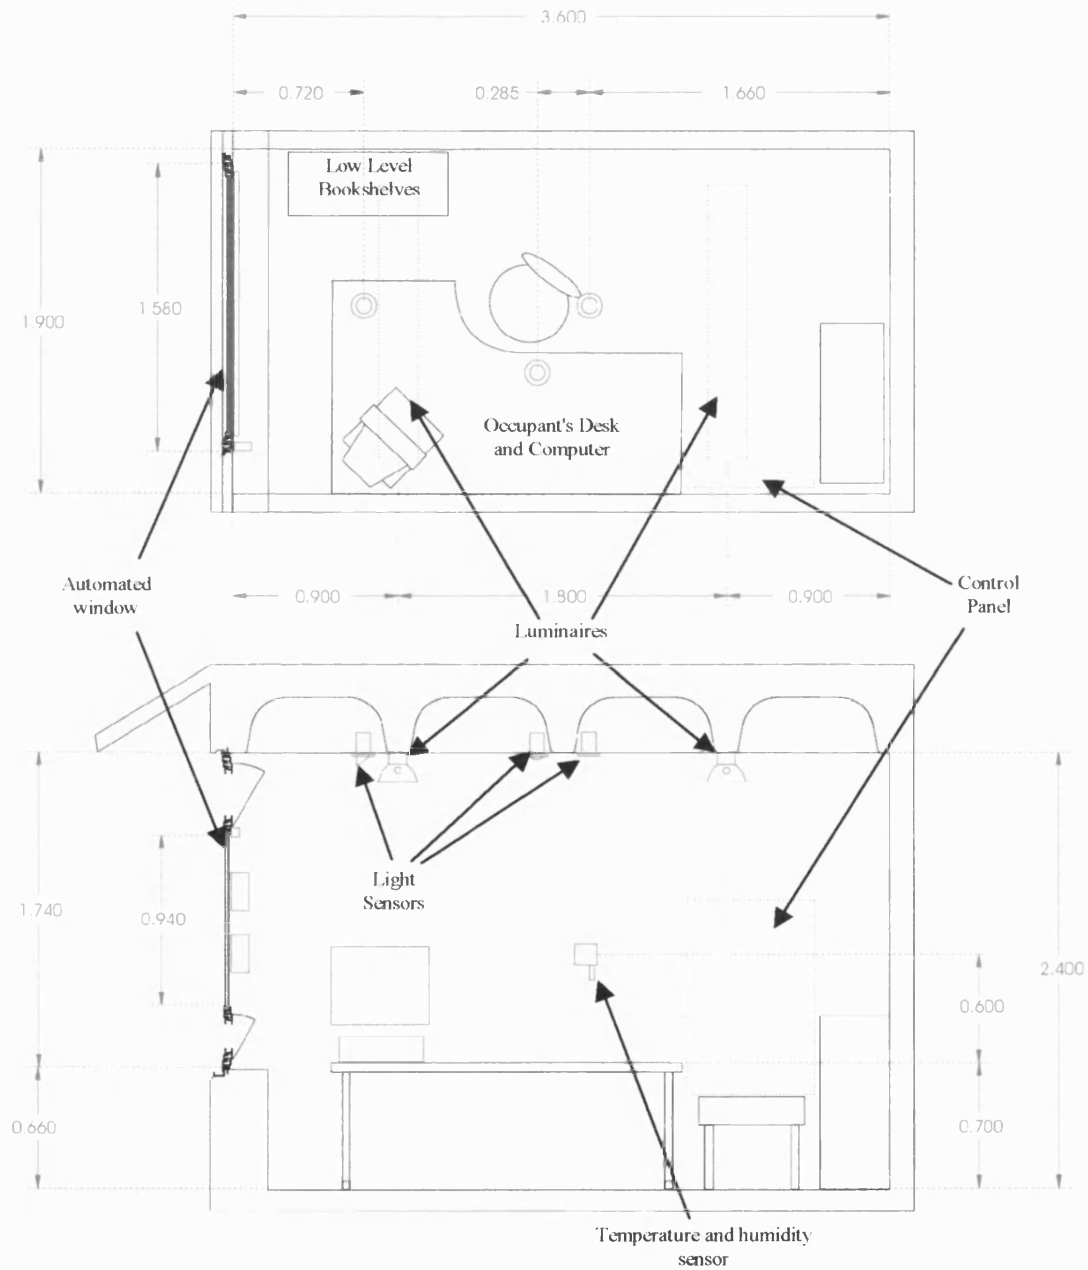 3.600
0.720
0.285
1.660
Low Level
Bookshelves
1.900
1.580
Occupant's Desk
and Computer
Automated
window
0.900
1.800
0.900
Control
Panel
Luminaires
1.740
0.940
Light
Sensors
2.400
0.600
0.660
0.700
Temperature and humidity
sensor